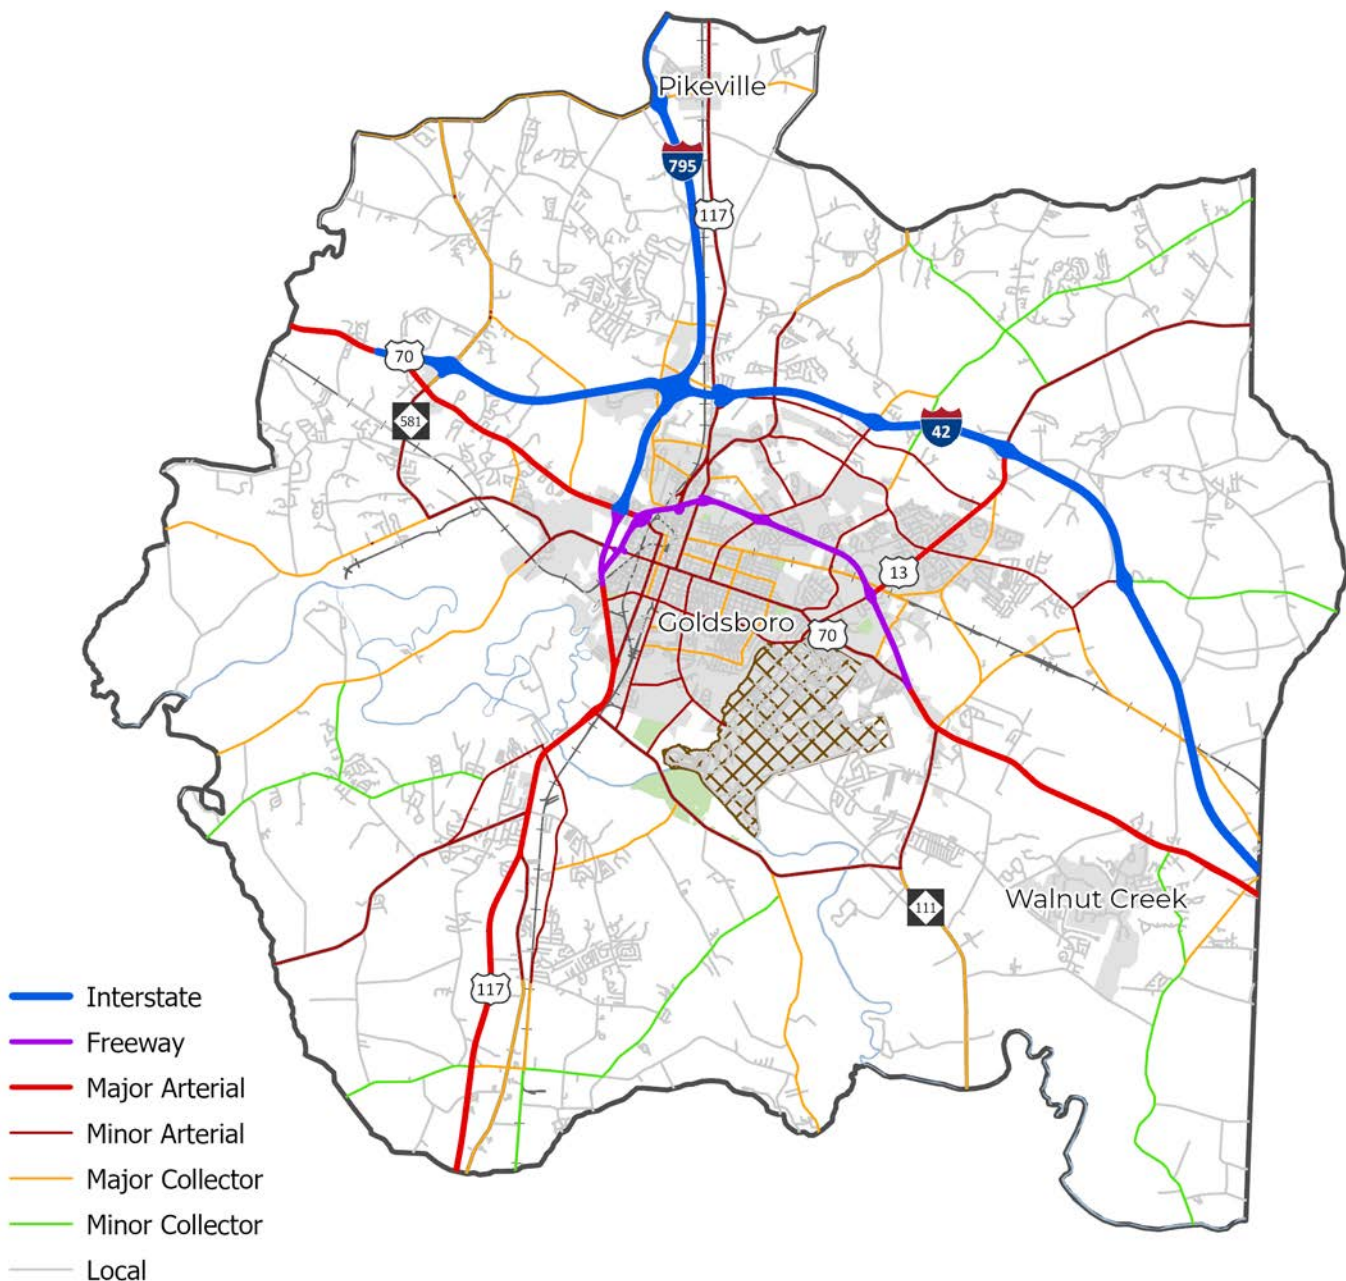 Pikeville
795
117
70
581
42
13
Goldsboro
70
Walnut Creek
111
117
Interstate
Freeway
Major Arterial
Minor Arterial
Major Collector
Minor Collector
Local